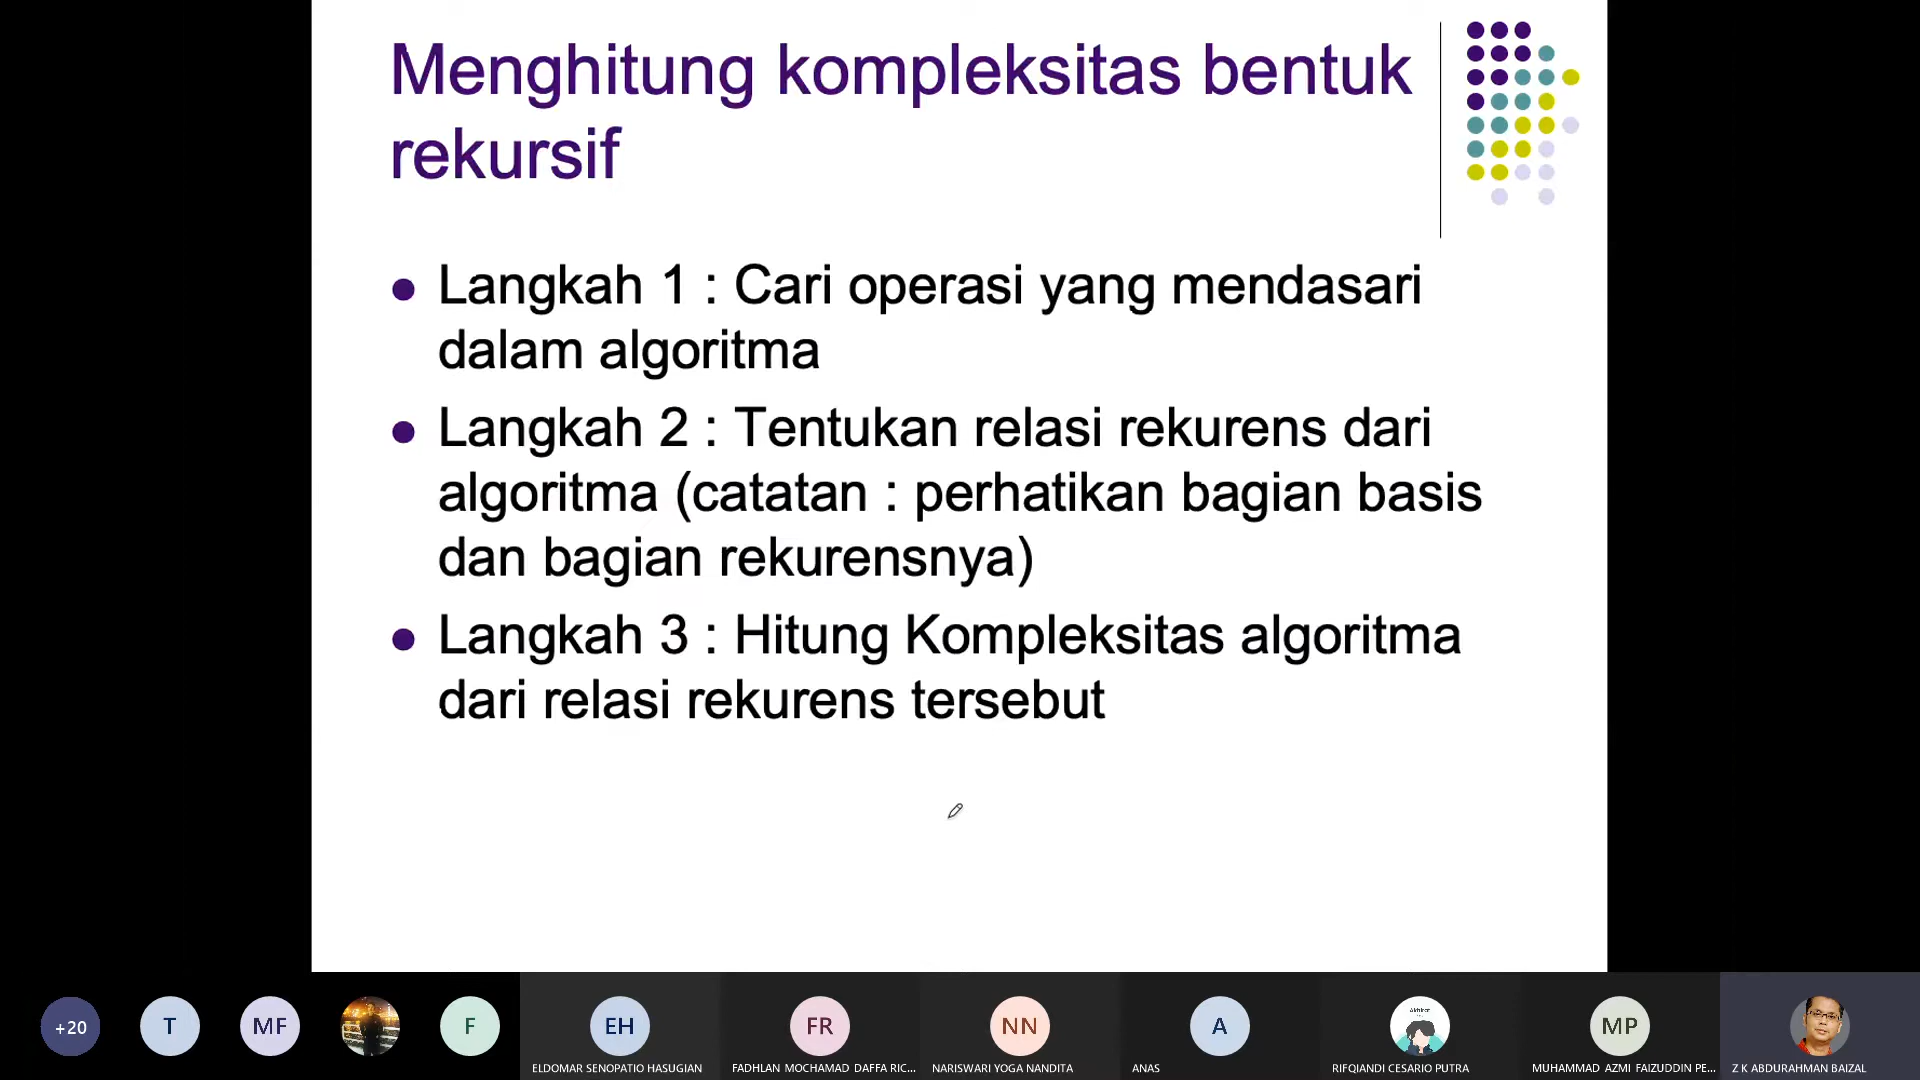 Menghitung kompleksitas bentuk
rekursif
Langkah 1 : Cari operasi yang mendasari
dalam algoritma
Langkah 2 : Tentukan relasi rekurens dari
algoritma (catatan : perhatikan bagian basis
dan bagian rekurensnya)
Langkah 3 : Hitung Kompleksitas algoritma
dari relasi rekurens tersebut
+20
T
MF
F
EH
FR
NN
A
MP
ELDOMAR SENOPATIO HASUGIAN
FADHLAN MOCHAMAD DAFFA RIC...
NARISWARI YOGA NANDITA
ANAS
RIFQIANDI CESARIO PUTRA
MUHAMMAD AZMI FAIZUDDIN PE...
Z K ABDURAHMAN BAIZAL